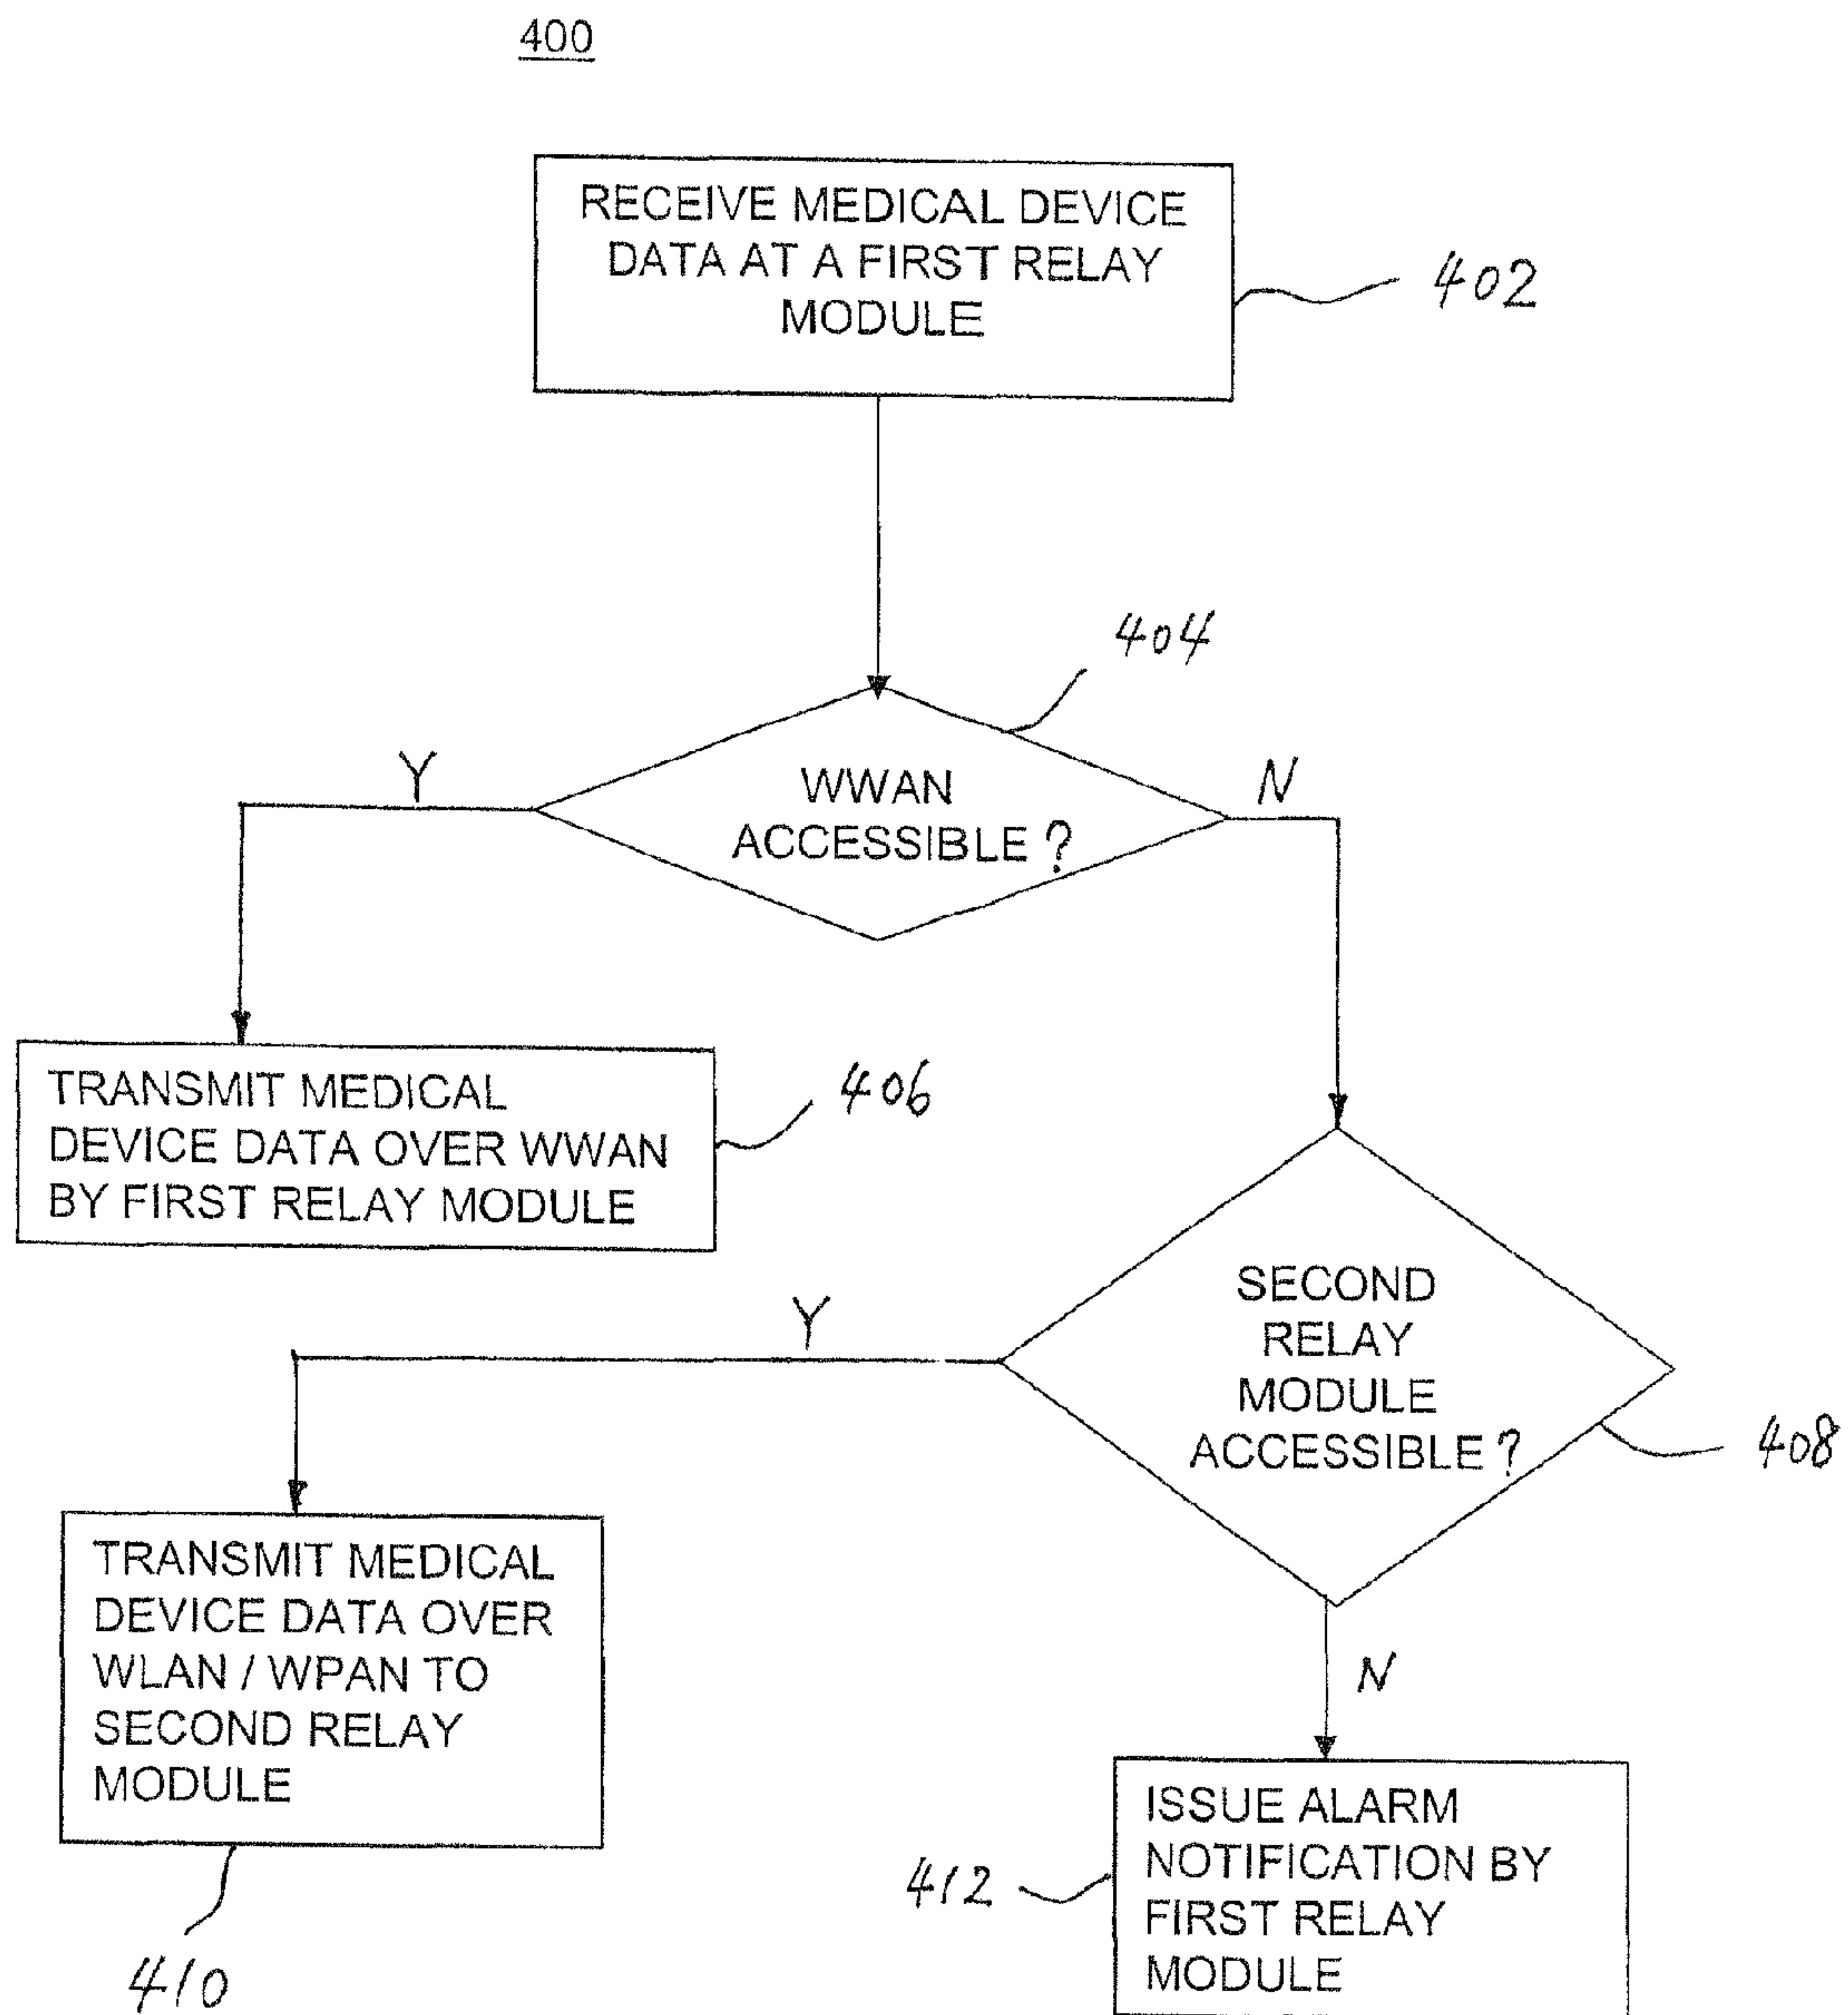 400
RECEIVE MEDICAL DEVICE
DATA AT A FIRST RELAY
MODULE
402
404
Y
WWAN
ACCESSIBLE ?
N
TRANSMIT MEDICAL
DEVICE DATA OVER WWAN
BY FIRST RELAY MODULE
406
SECOND
RELAY
MODULE
ACCESSIBLE ?
408
Y
TRANSMIT MEDICAL
DEVICE DATA OVER
WLAN / WPAN TO
SECOND RELAY
MODULE
410
N
ISSUE ALARM
NOTIFICATION BY
FIRST RELAY
MODULE
412